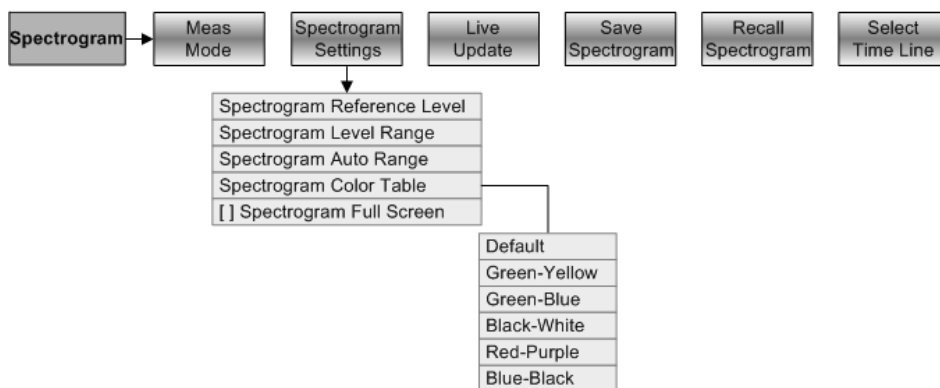 Spectrogram
Meas
Mode
Spectrogram
Settings
Live
Update
Save
Spectrogram
Recall
Spectrogram
Select
Time Line
Spectrogram Reference Level
Spectrogram Level Range
Spectrogram Auto Range
Spectrogram Color Table
[ ] Spectrogram Full Screen
Default
Green-Yellow
Green-Blue
Black-White
Red-Purple
Blue-Black